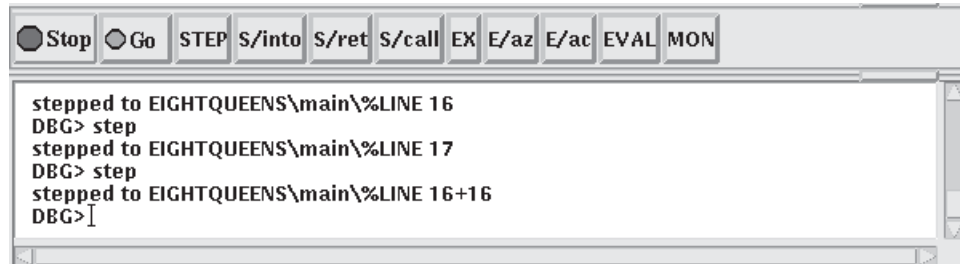 Stop Go STEP S/into S/ret S/call EX E/az E/ac EVAL MON
stepped to EIGHTQUEENS\main\%LINE 16
DBG> step
stepped to EIGHTQUEENS\main\%LINE 17
DBG> step
stepped to EIGHTQUEENS\main\%LINE 16+16
DBG>